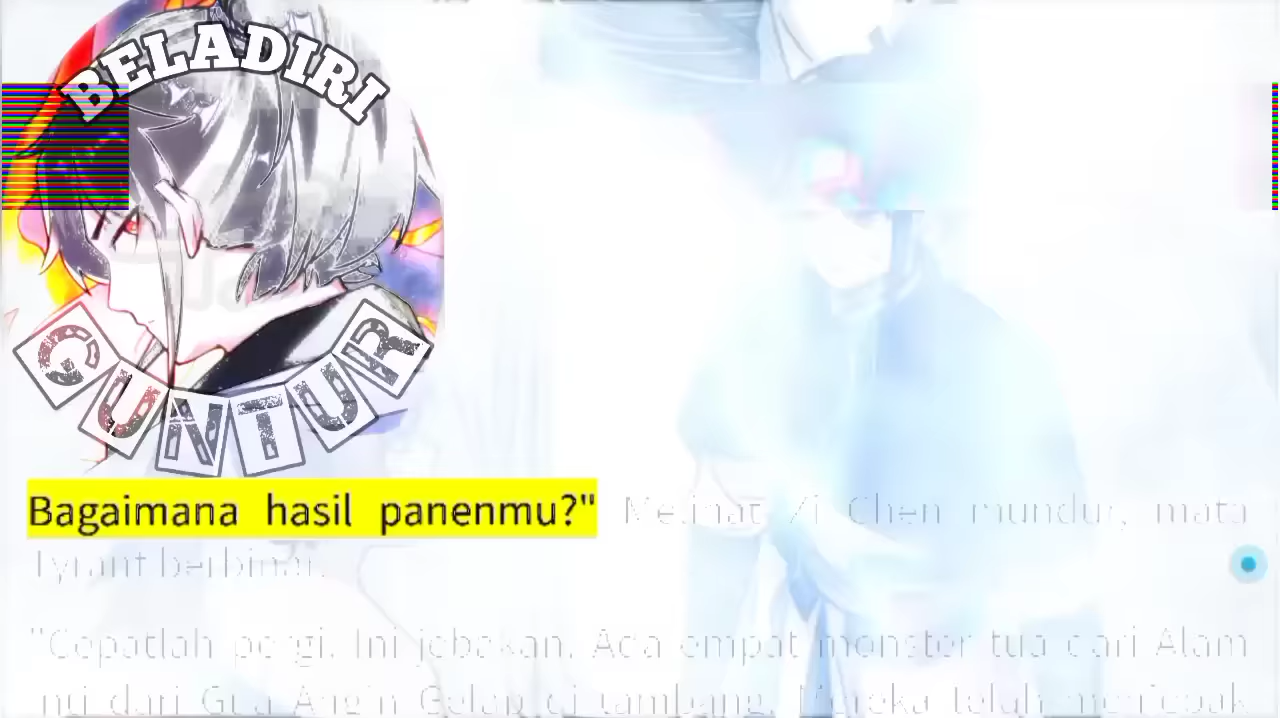 BELADIRI
GUNTUR
Bagaimana hasil panenmu?" Melihat Zi Chen mundur, mata
Tyrant berbinar.
"Cepatlah pergi. Ini jebakan. Ada empat monster tua dari Alam
Inti dari Gua Angin Gelap di tambang. Mereka telah menjebak